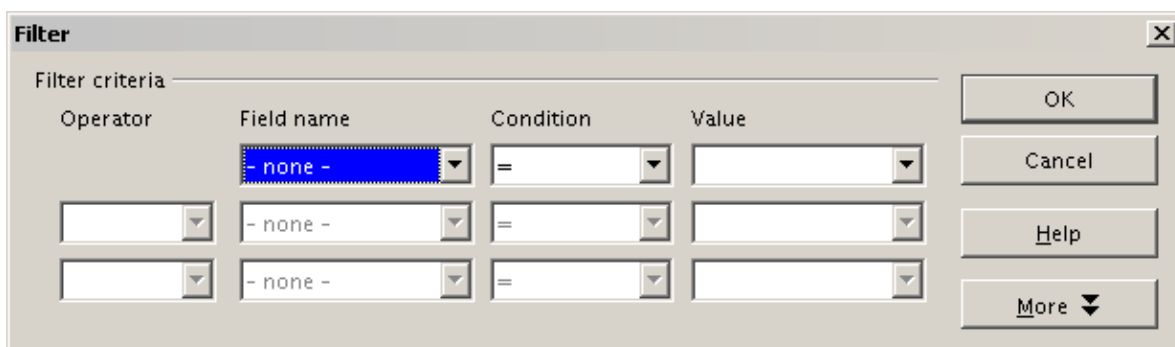 Filter
Filter criteria
Operator Field name Condition Value
- none - =
- none - =
- none - =
OK
Cancel
Help
More